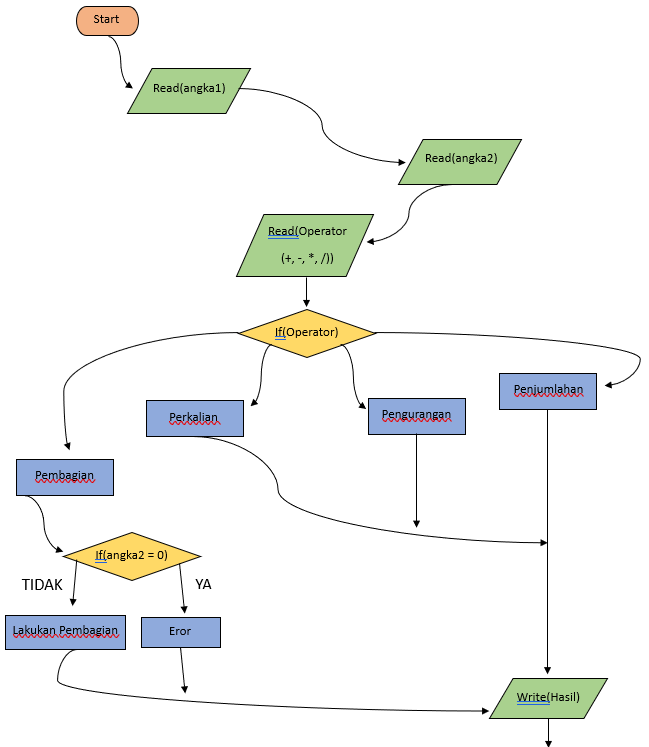 Start
Read(angka1)
Read(angka2)
Read(Operator
(+, -, *, /))
If(Operator)
Penjumlahan
Perkalian
Pengurangan
Pembagian
If(angka2 = 0)
TIDAK
YA
Lakukan Pembagian
Eror
Write(Hasil)